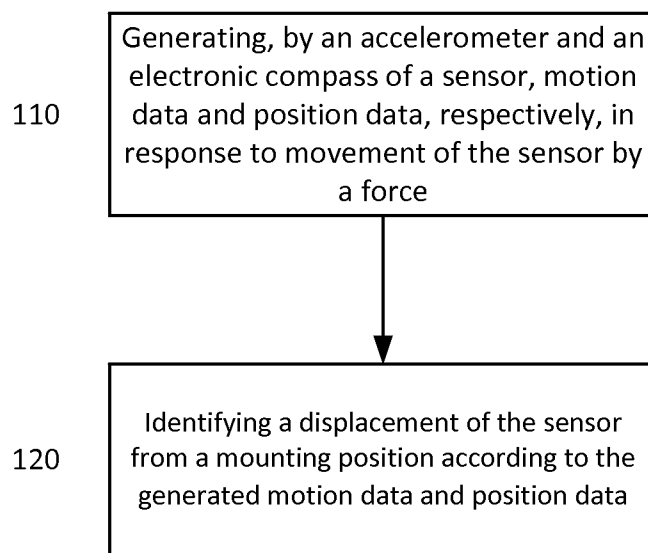 Generating, by an accelerometer and an
electronic compass of a sensor, motion
data and position data, respectively, in
response to movement of the sensor by
a force
110
Identifying a displacement of the sensor
from a mounting position according to the
generated motion data and position data
120